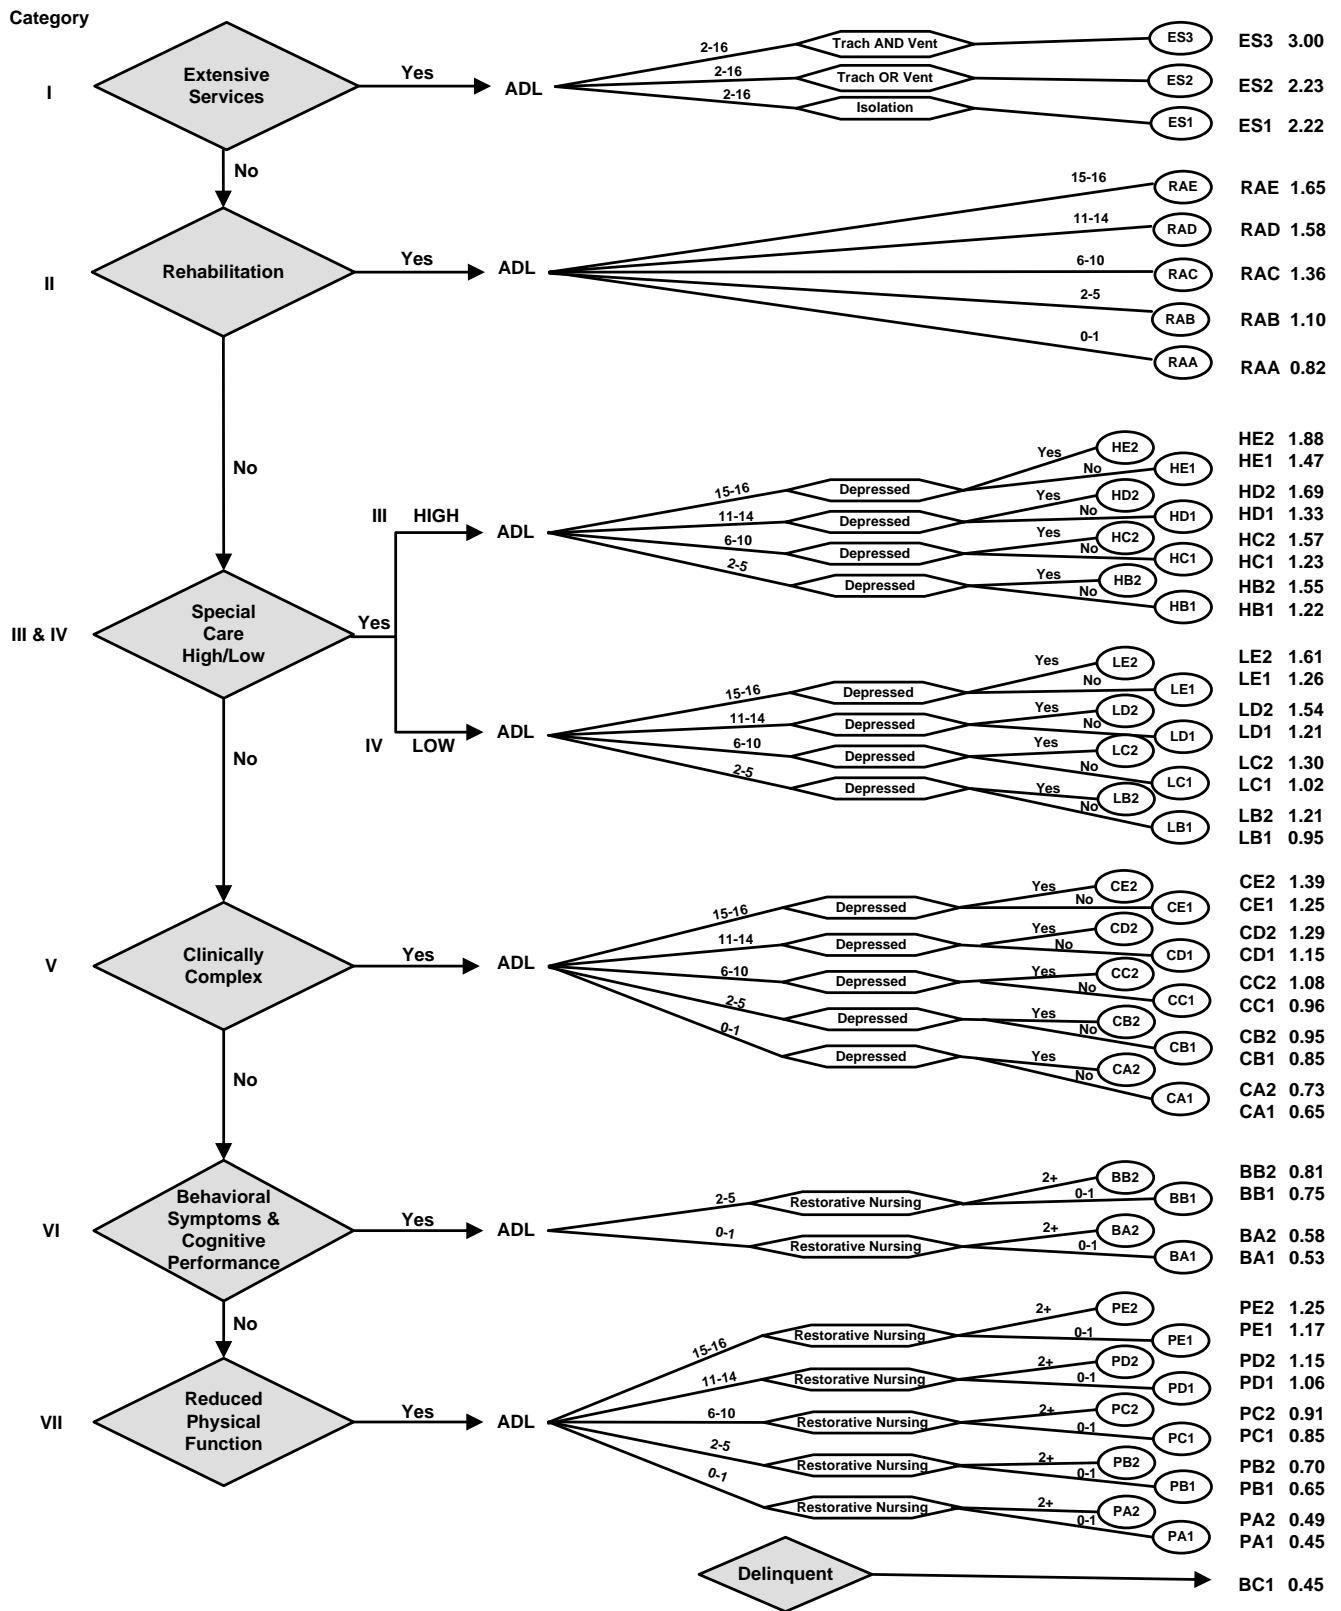 Category
I
Extensive
Services
Yes
ADL
2-16
Trach AND Vent
ES3
ES3 3.00
2-16
Trach OR Vent
ES2
ES2 2.23
2-16
Isolation
ES1
ES1 2.22
No
II
Rehabilitation
Yes
ADL
15-16
RAE
RAE 1.65
11-14
RAD
RAD 1.58
6-10
RAC
RAC 1.36
2-5
RAB
RAB 1.10
0-1
RAA
RAA 0.82
No
III & IV
Special
Care
High/Low
Yes
III HIGH
ADL
15-16
Depressed
Yes
HE2
No
HE1
HE2 1.88
HE1 1.47
11-14
Depressed
Yes
HD2
No
HD1
HD2 1.69
HD1 1.33
6-10
Depressed
Yes
HC2
No
HC1
HC2 1.57
HC1 1.23
2-5
Depressed
Yes
HB2
No
HB1
HB2 1.55
HB1 1.22
IV LOW
ADL
15-16
Depressed
Yes
LE2
No
LE1
LE2 1.61
LE1 1.26
11-14
Depressed
Yes
LD2
No
LD1
LD2 1.54
LD1 1.21
6-10
Depressed
Yes
LC2
No
LC1
LC2 1.30
LC1 1.02
2-5
Depressed
Yes
LB2
No
LB1
LB2 1.21
LB1 0.95
No
V
Clinically
Complex
Yes
ADL
15-16
Depressed
Yes
CE2
No
CE1
CE2 1.39
CE1 1.25
11-14
Depressed
Yes
CD2
No
CD1
CD2 1.29
CD1 1.15
6-10
Depressed
Yes
CC2
No
CC1
CC2 1.08
CC1 0.96
2-5
Depressed
Yes
CB2
No
CB1
CB2 0.95
CB1 0.85
0-1
Depressed
Yes
CA2
No
CA1
CA2 0.73
CA1 0.65
No
VI
Behavioral
Symptoms &
Cognitive
Performance
Yes
ADL
2-5
Restorative Nursing
2+
BB2
0-1
BB1
BB2 0.81
BB1 0.75
0-1
Restorative Nursing
2+
BA2
0-1
BA1
BA2 0.58
BA1 0.53
No
VII
Reduced
Physical
Function
Yes
ADL
15-16
Restorative Nursing
2+
PE2
0-1
PE1
PE2 1.25
PE1 1.17
11-14
Restorative Nursing
2+
PD2
0-1
PD1
PD2 1.15
PD1 1.06
6-10
Restorative Nursing
2+
PC2
0-1
PC1
PC2 0.91
PC1 0.85
2-5
Restorative Nursing
2+
PB2
0-1
PB1
PB2 0.70
PB1 0.65
0-1
Restorative Nursing
2+
PA2
0-1
PA1
PA2 0.49
PA1 0.45
Delinquent
BC1 0.45